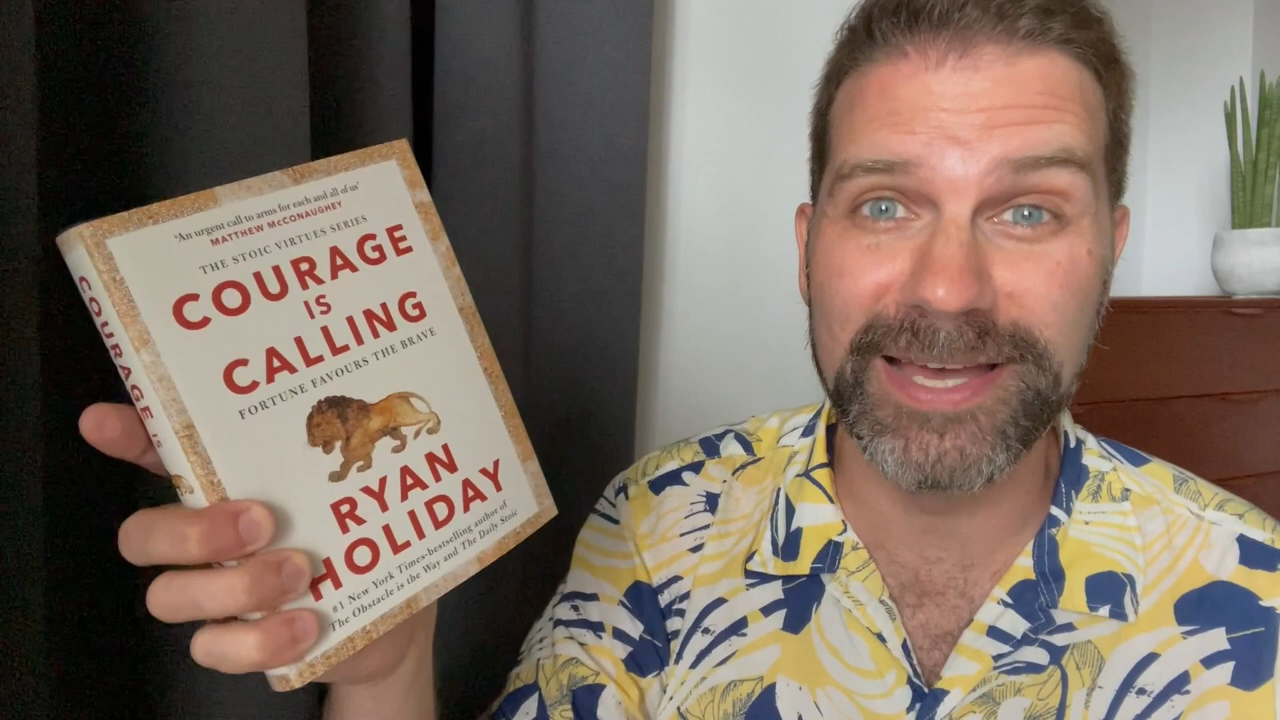 'An urgent call to arms for each and all of us'
MATTHEW McCONAUGHEY
THE STOIC VIRTUES SERIES
COURAGE
IS
CALLING
FORTUNE FAVOURS THE BRAVE
RYAN
HOLIDAY
#1 New York Times-bestselling author of
The Obstacle is the Way and The Daily Stoic
COURAGE IS